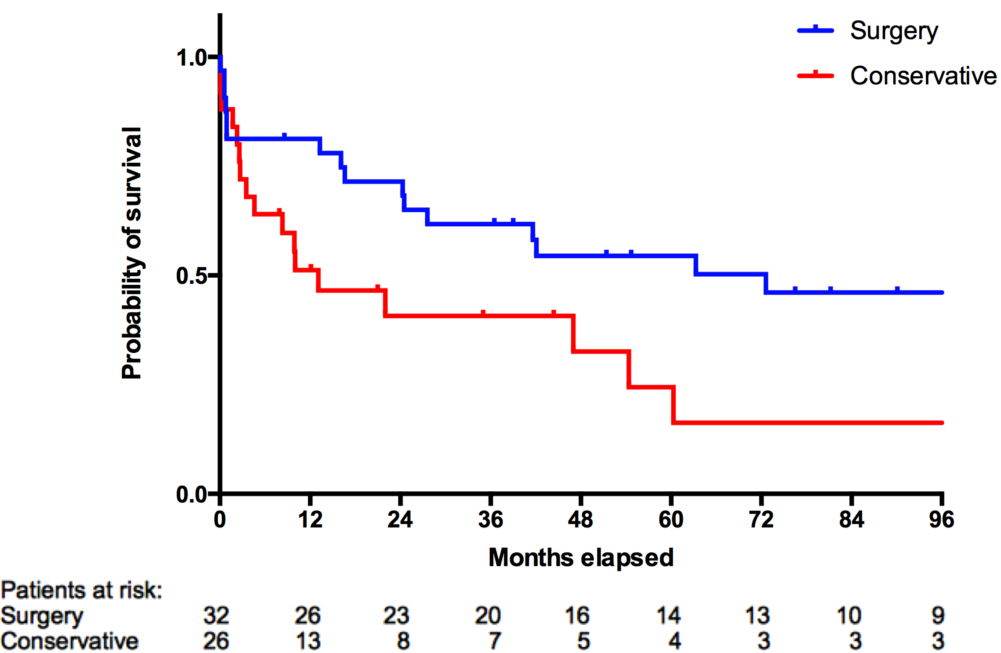 Surgery
Conservative
Probability of survival
1.0
0.5
0.0
0 12 24 36 48 60 72 84 96
Months elapsed
Patients at risk:
Surgery 32 26 23 20 16 14 13 10 9
Conservative 26 13 8 7 5 4 3 3 3